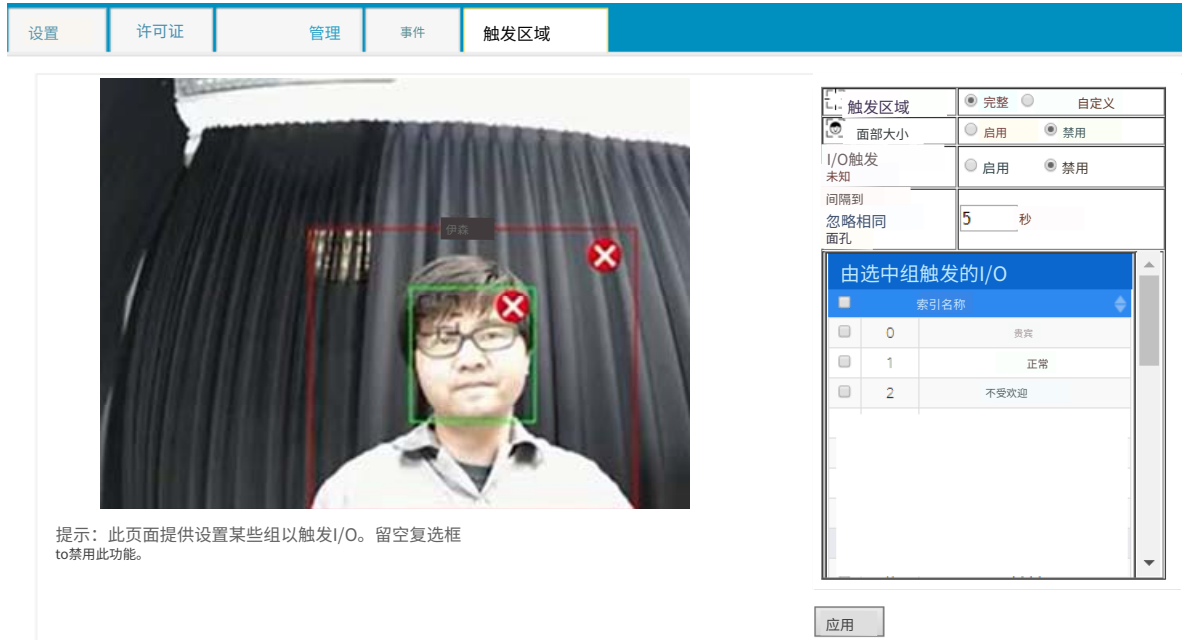 设置 许可证 管理 事件 触发区域
伊森
提示：此页面提供设置某些组以触发I/O。留空复选框
to禁用此功能。
触发区域 完整 自定义
面部大小 启用 禁用
I/O触发
未知
启用 禁用
间隔到
忽略相同
面孔
5 秒
由选中组触发的I/O
索引名称
0 贵宾
1 正常
2 不受欢迎
应用